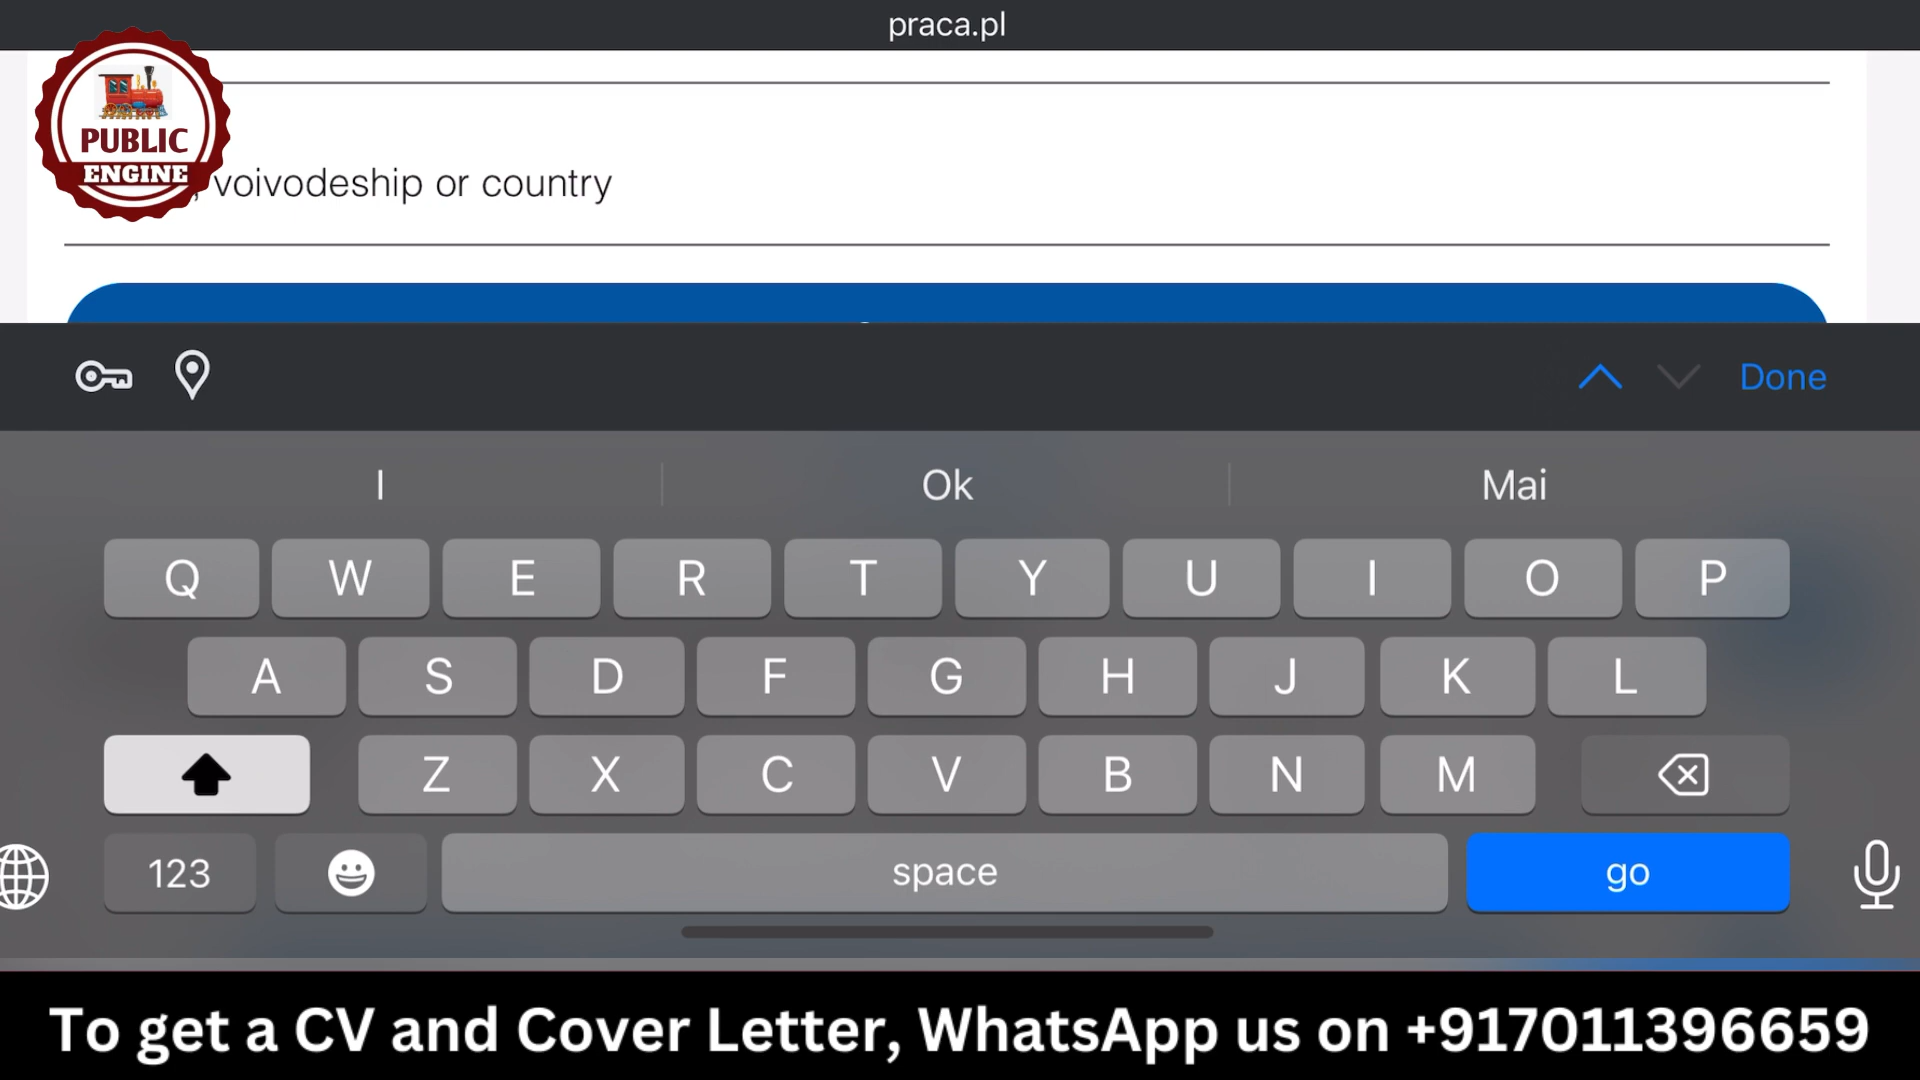 praca.pl
PUBLIC
ENGINE
, voivodeship or country
Done
I
Ok
Mai
Q W E R T Y U I O P
A S D F G H J K L
Z X C V B N M
123
space
go
To get a CV and Cover Letter, WhatsApp us on +917011396659